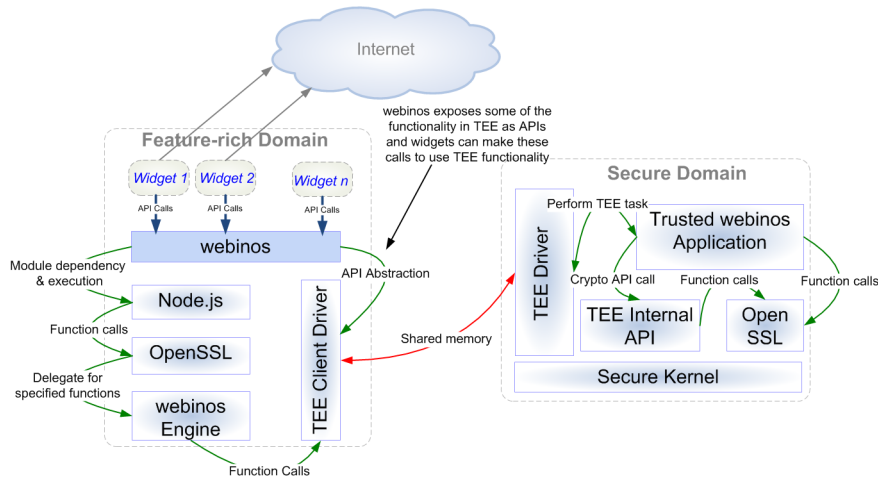 Internet
webinos exposes some of the
functionality in TEE as APIs
and widgets can make these
calls to use TEE functionality
Feature-rich Domain
Widget 1
Widget 2
Widget n
API Calls
API Calls
API Calls
webinos
Module dependency
& execution
API Abstraction
Node.js
Function calls
OpenSSL
Delegate for
specified functions
webinos
Engine
Function Calls
TEE Client Driver
Shared memory
Secure Domain
Perform TEE task
Trusted webinos
Application
TEE Driver
Crypto API call
Function calls
Function calls
TEE Internal
API
Open
SSL
Secure Kernel